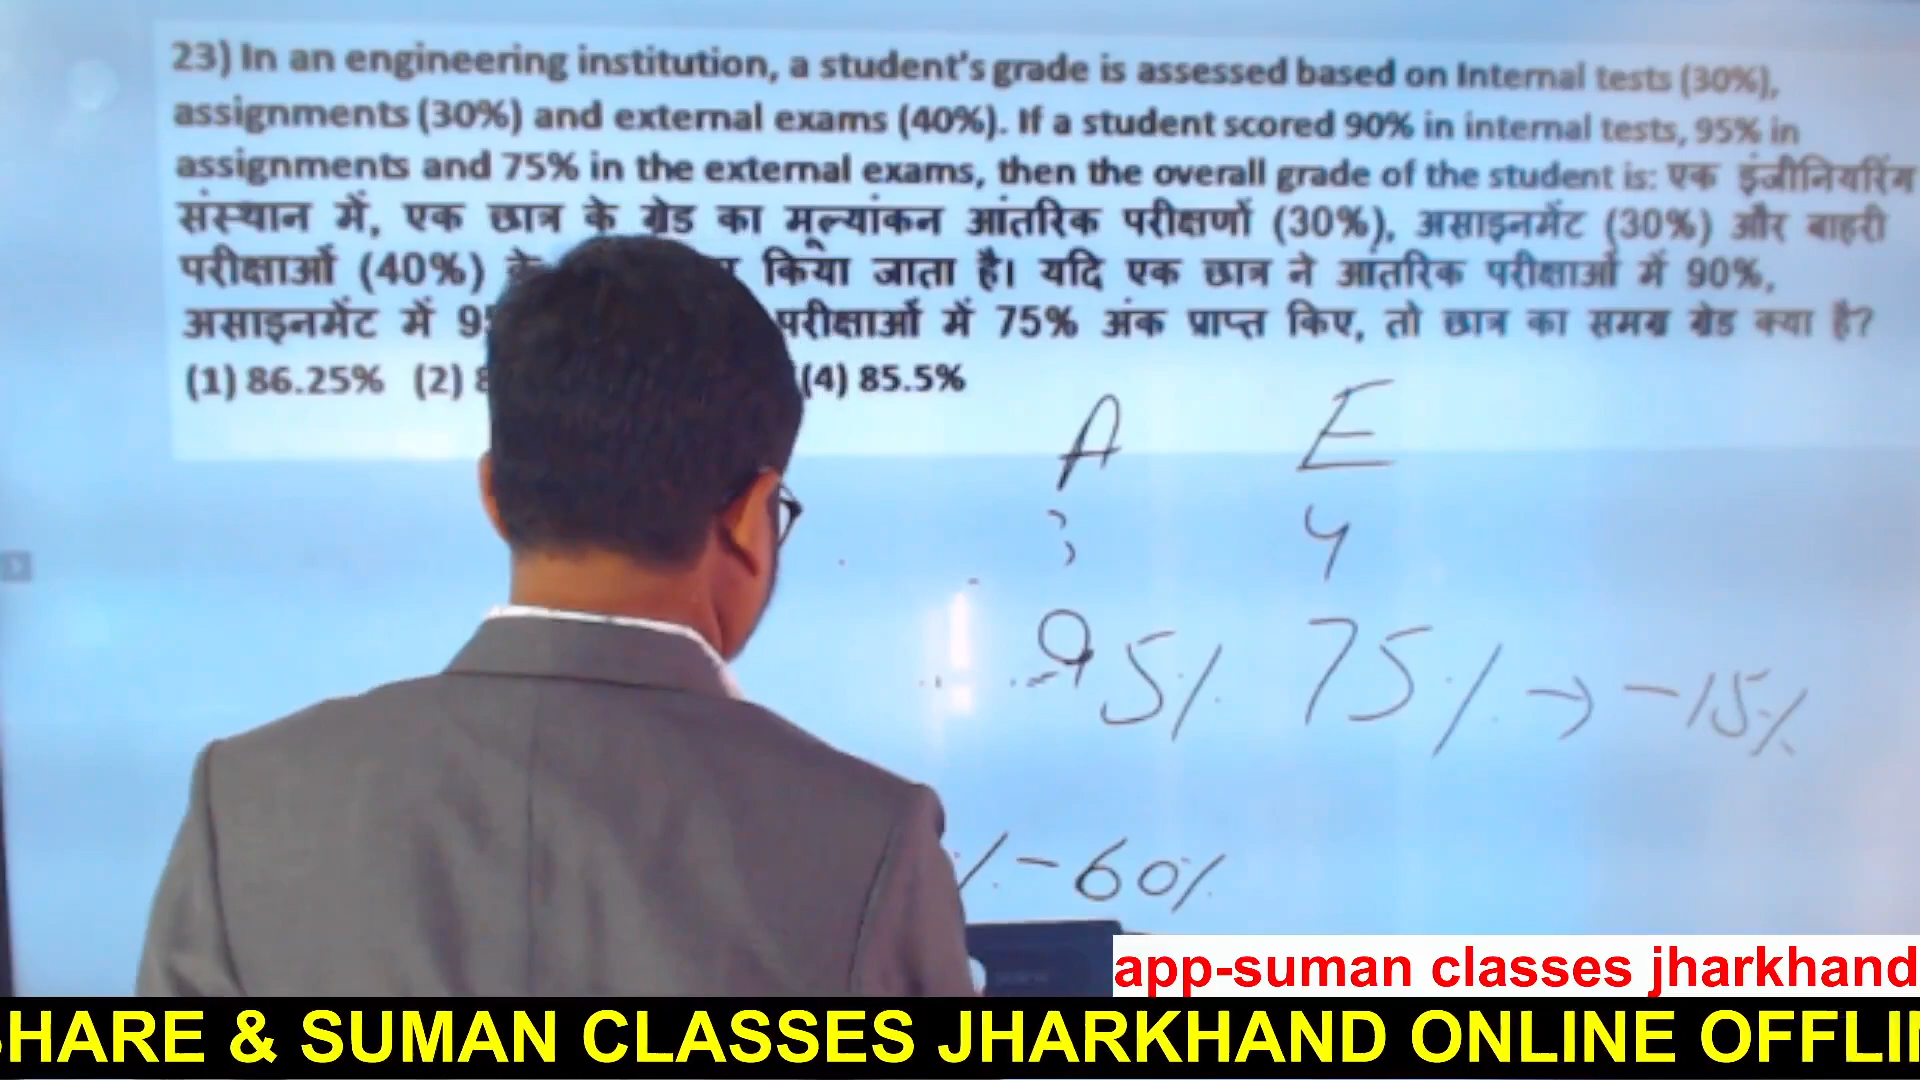 23) In an engineering institution, a student's grade is assessed based on Internal tests (30%),
assignments (30%) and external exams (40%). If a student scored 90% in internal tests, 95% in
assignments and 75% in the external exams, then the overall grade of the student is: एक इंजीनियरिंग
संस्थान में, एक छात्र के ग्रेड का मूल्यांकन आंतरिक परीक्षणों (30%), असाइनमेंट (30%) और बाहरी
परीक्षाओं (40%) के किया जाता है। यदि एक छात्र ने आंतरिक परीक्षाओं में 90%,
असाइनमेंट में परीक्षाओं में 75% अंक प्राप्त किए, तो छात्र का समग्र ग्रेड क्या है?
(1) 86.25% (2) (4) 85.5%
A E
3 4
95% 75% → -15%
% - 60%
app-suman classes jharkhand
SHARE & SUMAN CLASSES JHARKHAND ONLINE